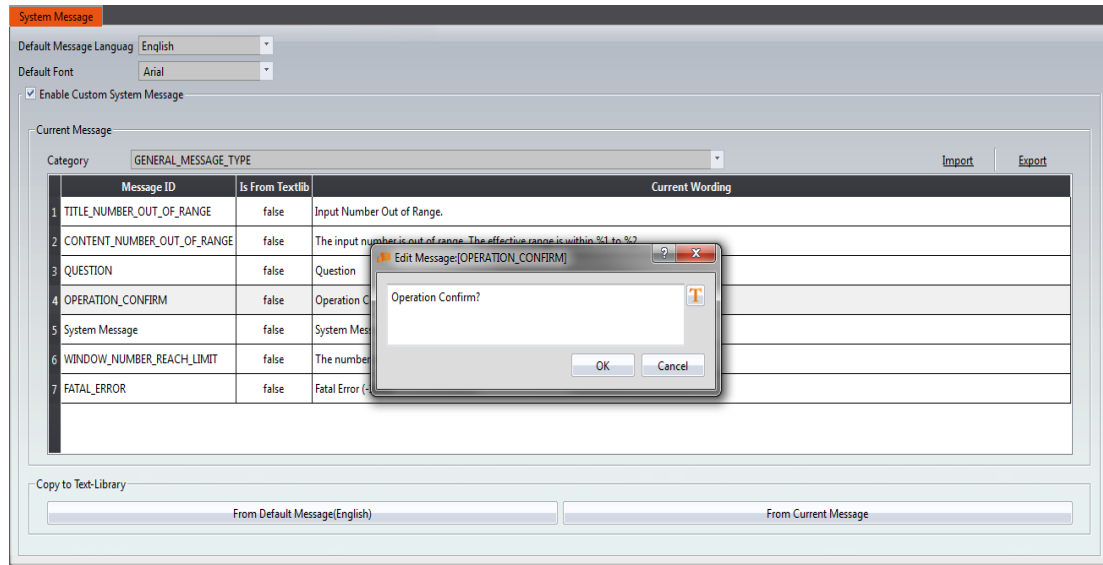 System Message
Default Message Languag English
Default Font Arial
Enable Custom System Message
Current Message
Category GENERAL_MESSAGE_TYPE Import Export
Message ID Is From Textlib Current Wording
1 TITLE_NUMBER_OUT_OF_RANGE false Input Number Out of Range.
2 CONTENT_NUMBER_OUT_OF_RANGE false The input number is out of range. The effective range is within %1 to %2
3 QUESTION false Question
4 OPERATION_CONFIRM false Operation C
5 System Message false System Mes
6 WINDOW_NUMBER_REACH_LIMIT false The number
7 FATAL_ERROR false Fatal Error (-
Edit Message:[OPERATION_CONFIRM] ? X
Operation Confirm? T
OK Cancel
Copy to Text-Library
From Default Message(English) From Current Message